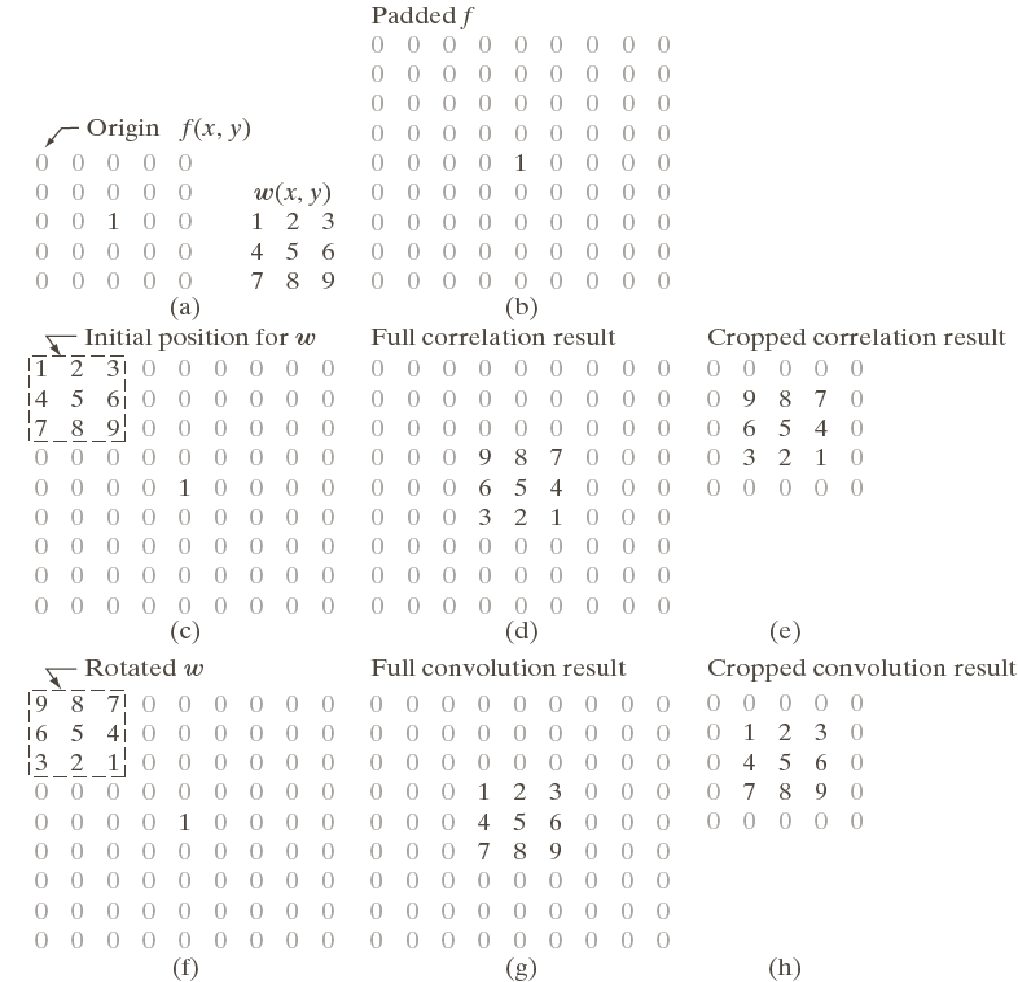 Padded f
0 0 0 0 0 0 0 0 0
0 0 0 0 0 0 0 0 0
0 0 0 0 0 0 0 0 0
Origin f(x, y)
0 0 0 0 0 0 0 0 0
0 0 0 0 0 0 0 0 0 1 0 0 0 0
0 0 0 0 0 w(x, y) 0 0 0 0 0 0 0 0 0
0 0 1 0 0 1 2 3 0 0 0 0 0 0 0 0 0
0 0 0 0 0 4 5 6 0 0 0 0 0 0 0 0 0
0 0 0 0 0 7 8 9 0 0 0 0 0 0 0 0 0
(a) (b)
Initial position for w Full correlation result Cropped correlation result
1 2 3 0 0 0 0 0 0 0 0 0 0 0 0 0 0 0 0 0 0 0 0
4 5 6 0 0 0 0 0 0 0 0 0 0 0 0 0 0 0 0 9 8 7 0
7 8 9 0 0 0 0 0 0 0 0 0 0 0 0 0 0 0 0 6 5 4 0
0 0 0 0 0 0 0 0 0 0 0 0 9 8 7 0 0 0 0 3 2 1 0
0 0 0 0 1 0 0 0 0 0 0 0 6 5 4 0 0 0 0 0 0 0 0
0 0 0 0 0 0 0 0 0 0 0 0 3 2 1 0 0 0
0 0 0 0 0 0 0 0 0 0 0 0 0 0 0 0 0 0
0 0 0 0 0 0 0 0 0 0 0 0 0 0 0 0 0 0
0 0 0 0 0 0 0 0 0 0 0 0 0 0 0 0 0 0
(c) (d) (e)
Rotated w Full convolution result Cropped convolution result
9 8 7 0 0 0 0 0 0 0 0 0 0 0 0 0 0 0 0 0 0 0 0
6 5 4 0 0 0 0 0 0 0 0 0 0 0 0 0 0 0 0 1 2 3 0
3 2 1 0 0 0 0 0 0 0 0 0 0 0 0 0 0 0 0 4 5 6 0
0 0 0 0 0 0 0 0 0 0 0 0 1 2 3 0 0 0 0 7 8 9 0
0 0 0 0 1 0 0 0 0 0 0 0 4 5 6 0 0 0 0 0 0 0 0
0 0 0 0 0 0 0 0 0 0 0 0 7 8 9 0 0 0
0 0 0 0 0 0 0 0 0 0 0 0 0 0 0 0 0 0
0 0 0 0 0 0 0 0 0 0 0 0 0 0 0 0 0 0
0 0 0 0 0 0 0 0 0 0 0 0 0 0 0 0 0 0
(f) (g) (h)